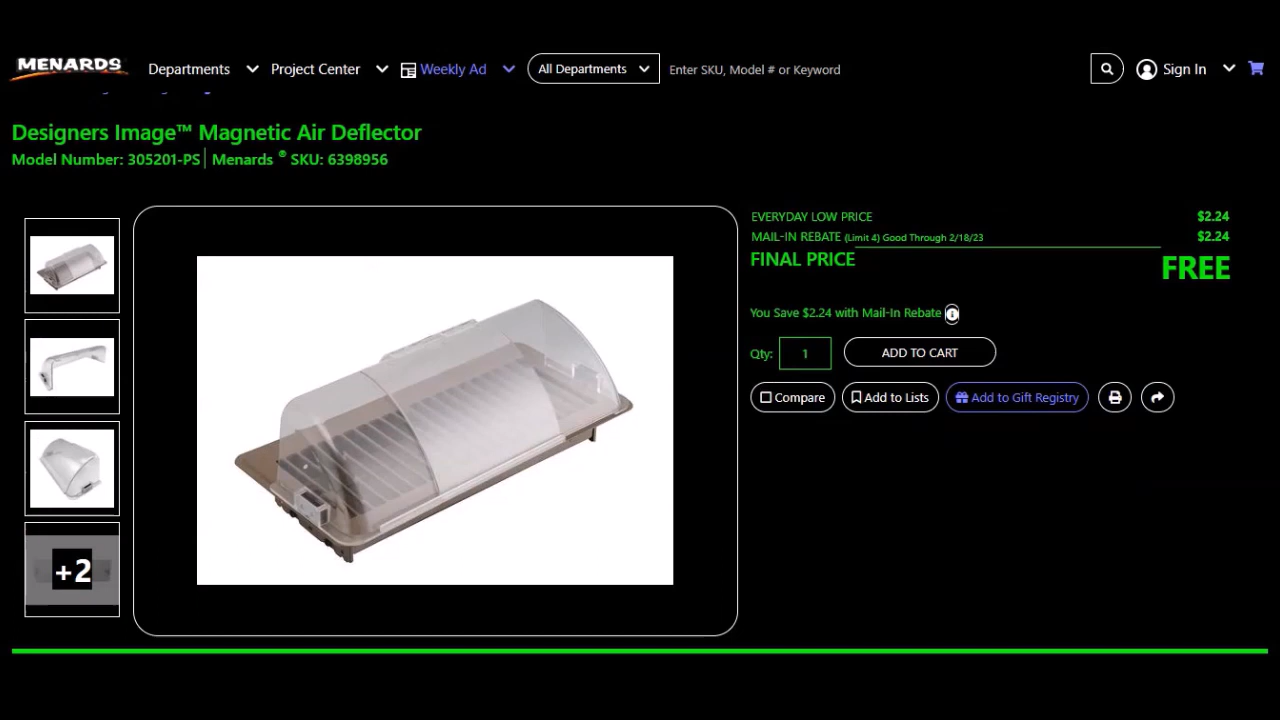 MENARDS Departments Project Center Weekly Ad All Departments Enter SKU, Model # or Keyword Sign In
Designers Image™ Magnetic Air Deflector
Model Number: 305201-PS | Menards ® SKU: 6398956
EVERYDAY LOW PRICE $2.24
MAIL-IN REBATE (Limit 4) Good Through 2/18/23 $2.24
FINAL PRICE FREE
You Save $2.24 with Mail-In Rebate
Qty: 1 ADD TO CART
Compare Add to Lists Add to Gift Registry
+2